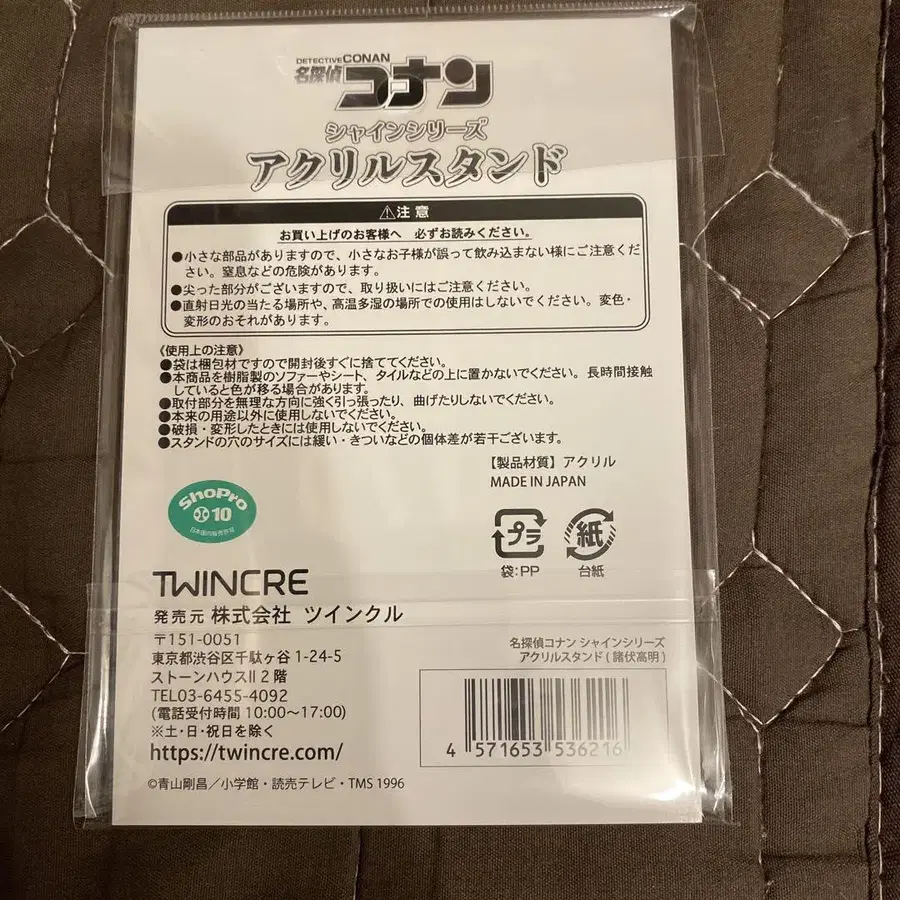 DETECTIVE CONAN
名探偵コナン
シャインシリーズ
アクリルスタンド
⚠注意
お買い上げのお客様へ 必ずお読みください。
●小さな部品がありますので、小さなお子様が誤って飲み込まない様にご注意くだ
さい。窒息などの危険があります。
●尖った部分がございますので、取り扱いにはご注意ください。
●直射日光の当たる場所や、高温多湿の場所での使用はしないでください。変色・
変形のおそれがあります。
《使用上の注意》
●袋は梱包材ですので開封後すぐに捨ててください。
●本商品を樹脂製のソファーやシート、タイルなどの上に置かないでください。長時間接触
していると色が移る場合があります。
●取付部分を無理な方向に強く引っ張ったり、曲げたりしないでください。
●本来の用途以外に使用しないでください。
●破損・変形したときには使用しないでください。
●スタンドの穴のサイズには緩い・きついなどの個体差が若干ございます。
【製品材質】アクリル
MADE IN JAPAN
ShoPro
10
日本国内販売許可
プラ
紙
袋:PP
台紙
TWINCRE
発売元 株式会社 ツインクル
〒151-0051
東京都渋谷区千駄ヶ谷1-24-5
ストーンハウスⅡ2階
TEL03-6455-4092
(電話受付時間 10:00〜17:00)
※土・日・祝日を除く
https://twincre.com/
©青山剛昌/小学館・読売テレビ・TMS 1996
名探偵コナン シャインシリーズ
アクリルスタンド(諸伏高明)
4 571653 536216